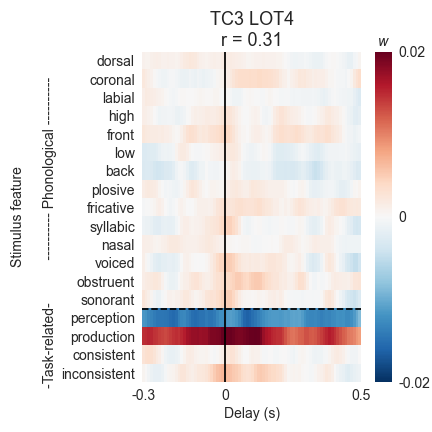 TC3 LOT4
r = 0.31
w
dorsal
coronal
labial
high
front
low
back
plosive
fricative
syllabic
nasal
voiced
obstruent
sonorant
perception
production
consistent
inconsistent
Stimulus feature
---------- Phonological ----------
-Task-related-
-0.3
0
0.5
Delay (s)
0.02
0
-0.02